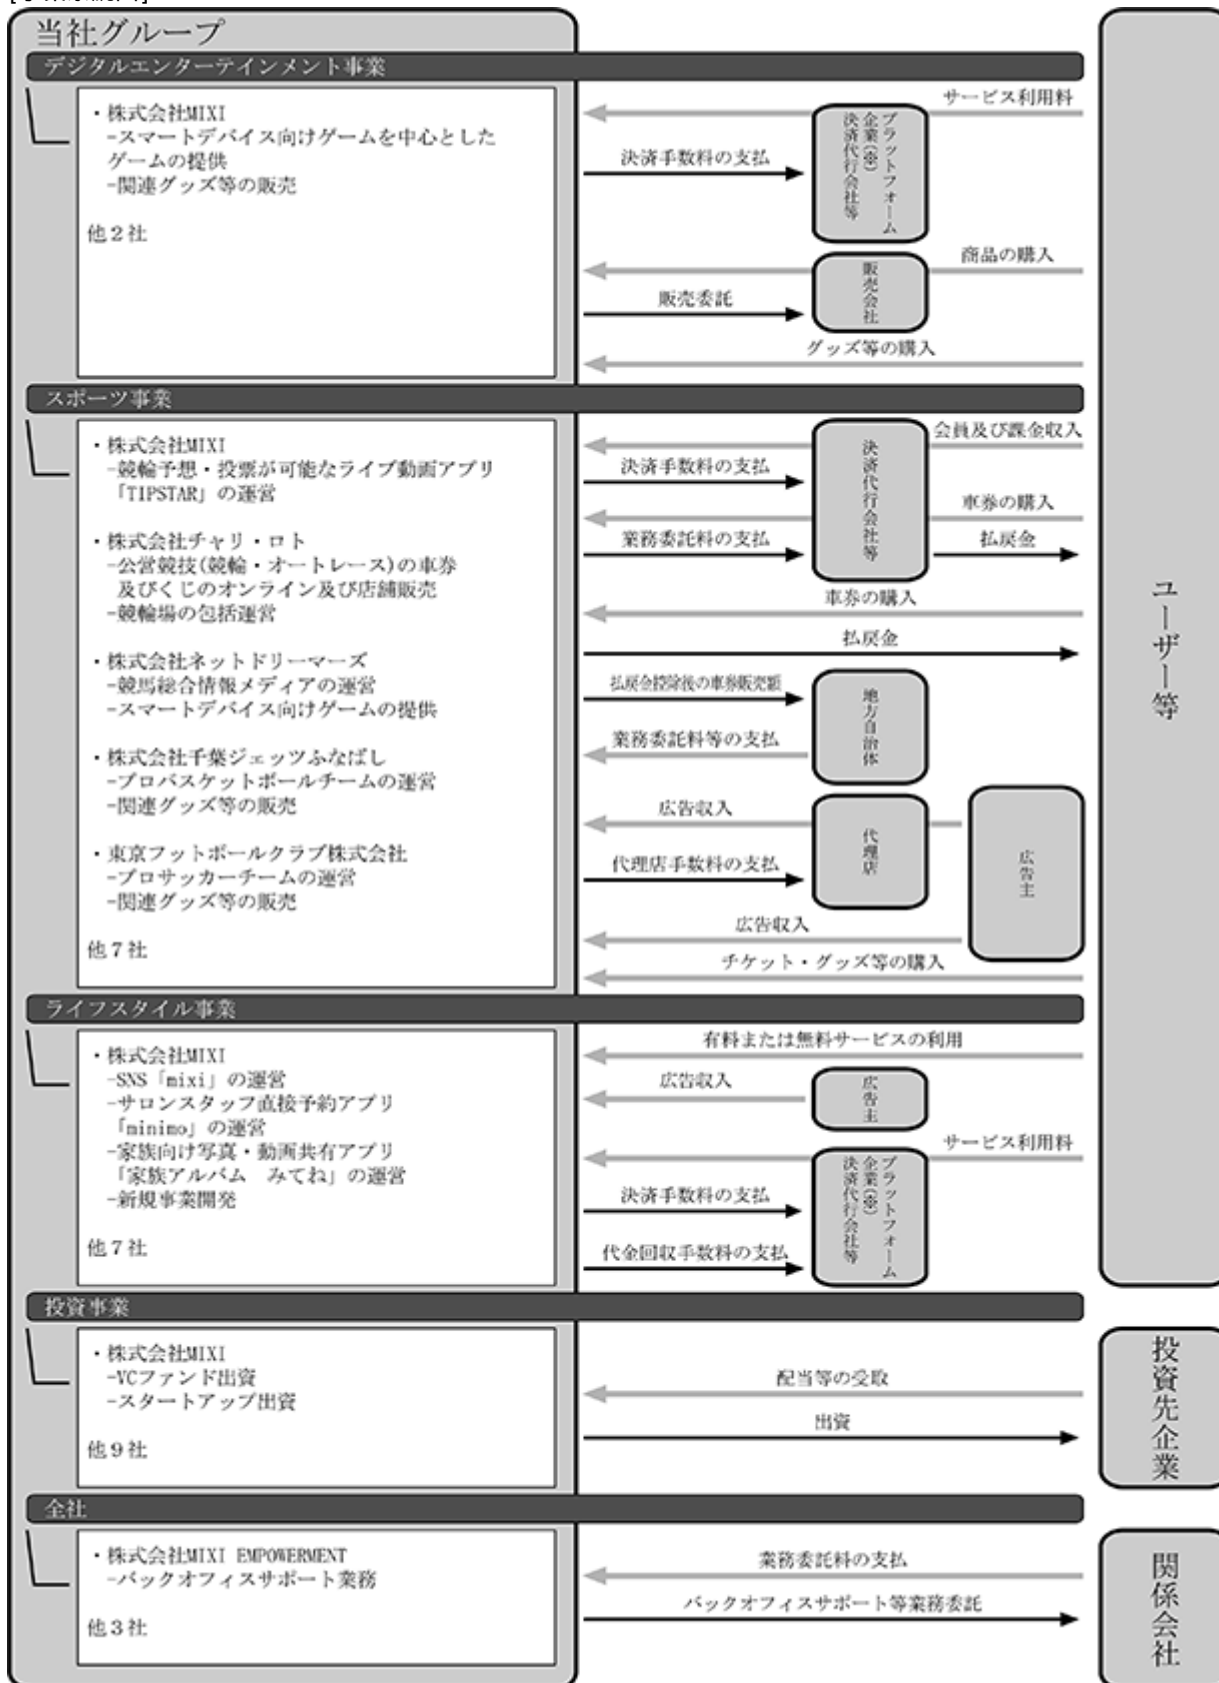 当社グループ
デジタルエンターテインメント事業
・株式会社MIXI
-スマートデバイス向けゲームを中心とした
ゲームの提供
-関連グッズ等の販売
他2社
サービス利用料
決済手数料の支払
プラットフォーム
企業(※)
決済代行会社等
商品の購入
販売委託
販売会社
グッズ等の購入
スポーツ事業
・株式会社MIXI
-競輪予想・投票が可能なライブ動画アプリ
「TIPSTAR」の運営
・株式会社チャリ・ロト
-公営競技(競輪・オートレース)の車券
及びくじのオンライン及び店舗販売
-競輪場の包括運営
・株式会社ネットドリーマーズ
-競馬総合情報メディアの運営
-スマートデバイス向けゲームの提供
・株式会社千葉ジェッツふなばし
-プロバスケットボールチームの運営
-関連グッズ等の販売
・東京フットボールクラブ株式会社
-プロサッカーチームの運営
-関連グッズ等の販売
他7社
会員及び課金収入
決済手数料の支払
決済代行会社等
車券の購入
業務委託料の支払
払戻金
車券の購入
払戻金
払戻金控除後の車券販売額
地方自治体
業務委託料等の支払
広告収入
代理店
代理店手数料の支払
広告主
広告収入
チケット・グッズ等の購入
ユーザー等
ライフスタイル事業
・株式会社MIXI
-SNS「mixi」の運営
-サロンスタッフ直接予約アプリ
「minimo」の運営
-家族向け写真・動画共有アプリ
「家族アルバム みてね」の運営
-新規事業開発
他7社
有料または無料サービスの利用
広告収入
広告主
サービス利用料
決済手数料の支払
プラットフォーム
企業(※)
決済代行会社等
代金回収手数料の支払
投資事業
・株式会社MIXI
-VCファンド出資
-スタートアップ出資
他9社
配当等の受取
出資
投資先企業
全社
・株式会社MIXI EMPOWERMENT
-バックオフィスサポート業務
他3社
業務委託料の支払
バックオフィスサポート等業務委託
関係会社